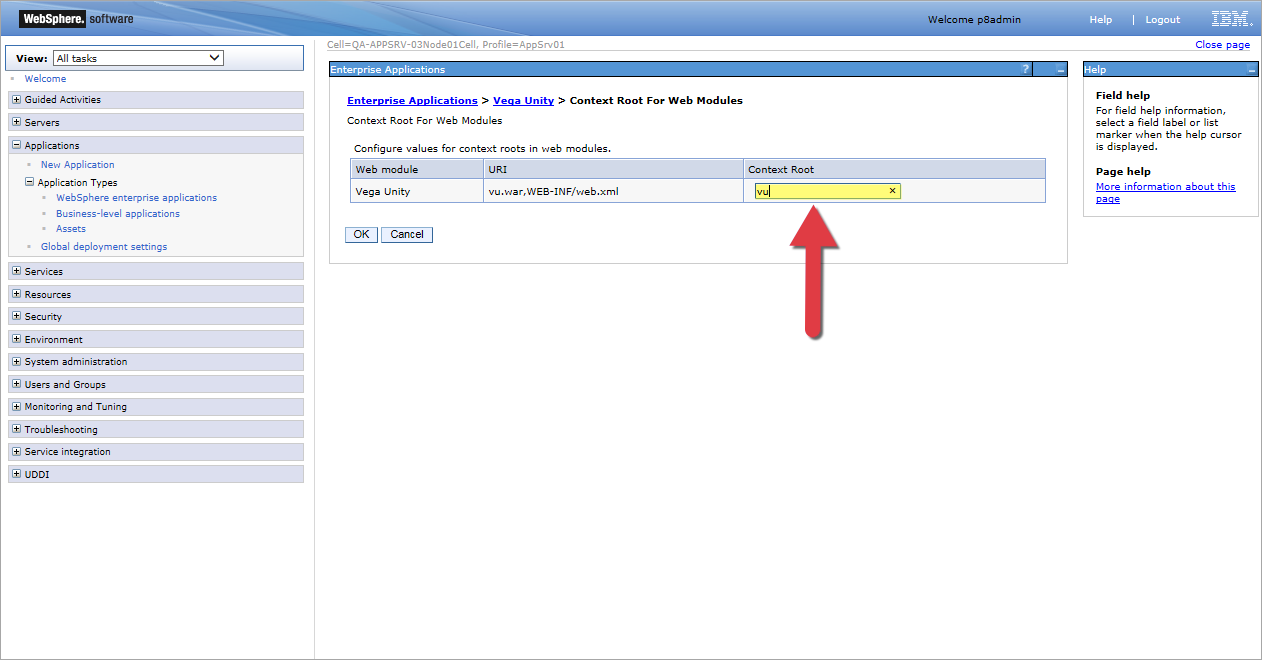 WebSphere. software
Welcome p8admin
Help | Logout
IBM.
View: All tasks
Cell=QA-APPSRV-03Node01Cell, Profile=AppSrv01
Close page
Welcome
Guided Activities
Servers
Applications
New Application
Application Types
WebSphere enterprise applications
Business-level applications
Assets
Global deployment settings
Services
Resources
Security
Environment
System administration
Users and Groups
Monitoring and Tuning
Troubleshooting
Service integration
UDDI
Enterprise Applications
?
Enterprise Applications > Vega Unity > Context Root For Web Modules
Context Root For Web Modules
Configure values for context roots in web modules.
Web module URI Context Root
Vega Unity vu.war,WEB-INF/web.xml vu
OK Cancel
Help
Field help
For field help information,
select a field label or list
marker when the help cursor
is displayed.
Page help
More information about this
page